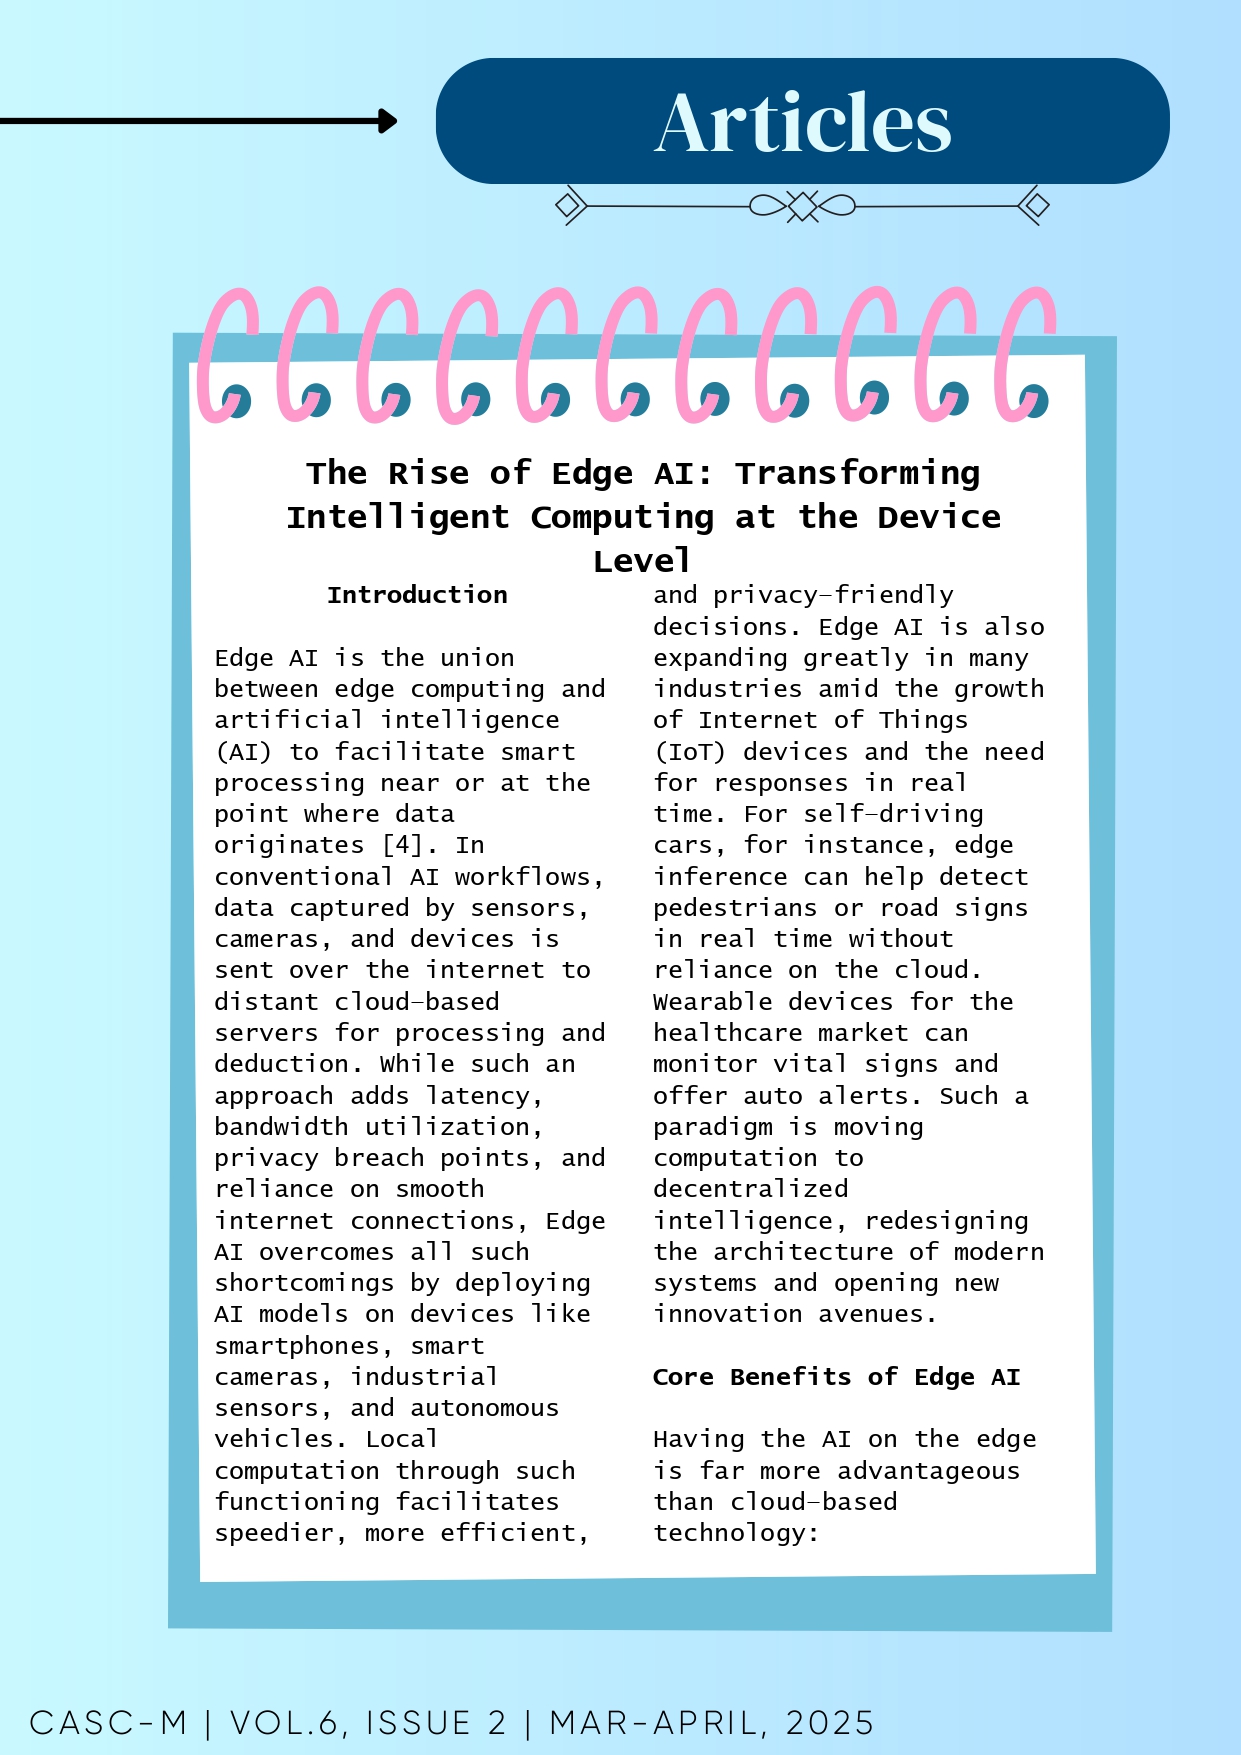 Articles
The Rise of Edge AI: Transforming
Intelligent Computing at the Device
Level
Introduction
Edge AI is the union
between edge computing and
artificial intelligence
(AI) to facilitate smart
processing near or at the
point where data
originates [4]. In
conventional AI workflows,
data captured by sensors,
cameras, and devices is
sent over the internet to
distant cloud-based
servers for processing and
deduction. While such an
approach adds latency,
bandwidth utilization,
privacy breach points, and
reliance on smooth
internet connections, Edge
AI overcomes all such
shortcomings by deploying
AI models on devices like
smartphones, smart
cameras, industrial
sensors, and autonomous
vehicles. Local
computation through such
functioning facilitates
speedier, more efficient,
and privacy-friendly
decisions. Edge AI is also
expanding greatly in many
industries amid the growth
of Internet of Things
(IoT) devices and the need
for responses in real
time. For self-driving
cars, for instance, edge
inference can help detect
pedestrians or road signs
in real time without
reliance on the cloud.
Wearable devices for the
healthcare market can
monitor vital signs and
offer auto alerts. Such a
paradigm is moving
computation to
decentralized
intelligence, redesigning
the architecture of modern
systems and opening new
innovation avenues.
Core Benefits of Edge AI
Having the AI on the edge
is far more advantageous
than cloud-based
technology:
CASC-M | VOL.6, ISSUE 2 | MAR-APRIL, 2025